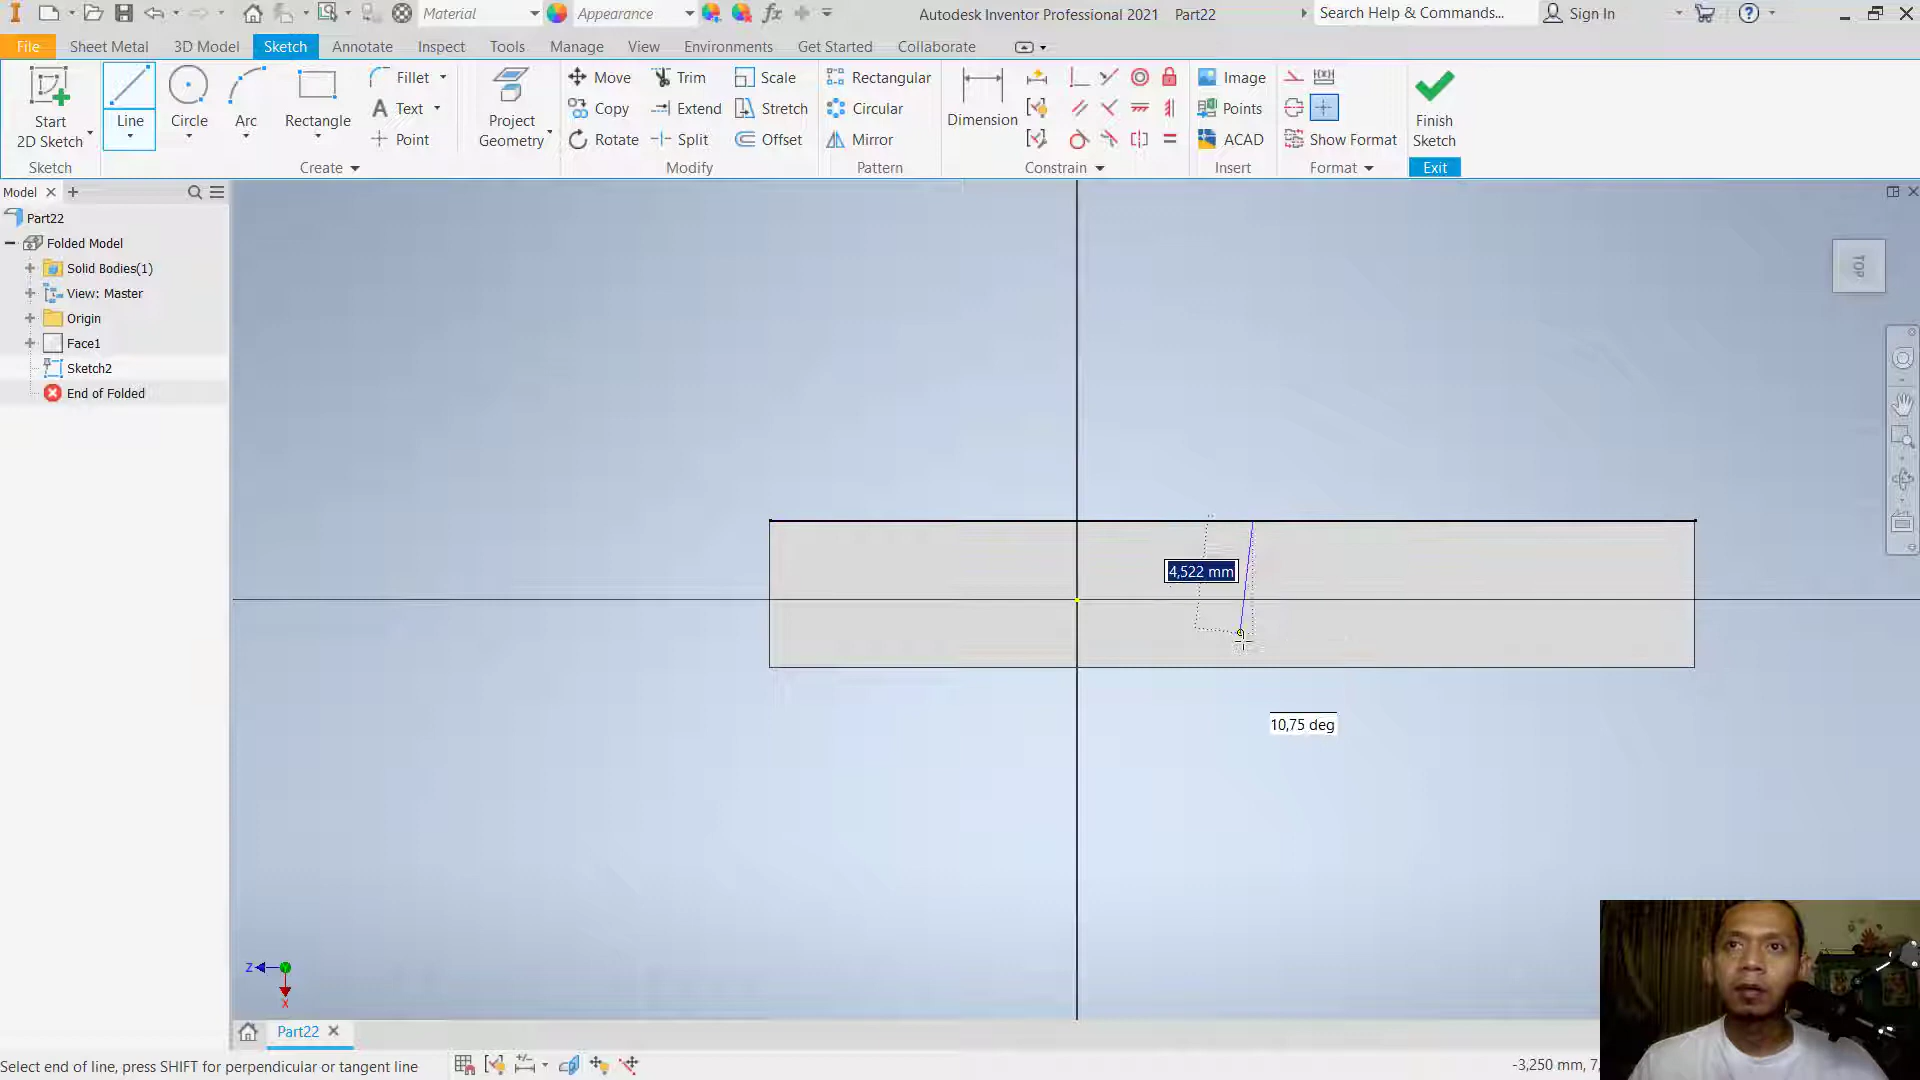 Material
Appearance
Autodesk Inventor Professional 2021 Part22
Search Help & Commands...
Sign In
File Sheet Metal 3D Model Sketch Annotate Inspect Tools Manage View Environments Get Started Collaborate
Start
2D Sketch
Line
Circle
Arc
Rectangle
Fillet
Text
Point
Project
Geometry
Move
Copy
Rotate
Trim
Extend
Split
Scale
Stretch
Offset
Rectangular
Circular
Mirror
Dimension
Image
Points
ACAD
Show Format
Finish
Sketch
Sketch Create Modify Pattern Constrain Insert Format Exit
Model
Part22
Folded Model
Solid Bodies(1)
View: Master
Origin
Face1
Sketch2
End of Folded
TOP
4,522 mm
10,75 deg
Z
X
Part22
Select end of line, press SHIFT for perpendicular or tangent line
-3,250 mm, 7,